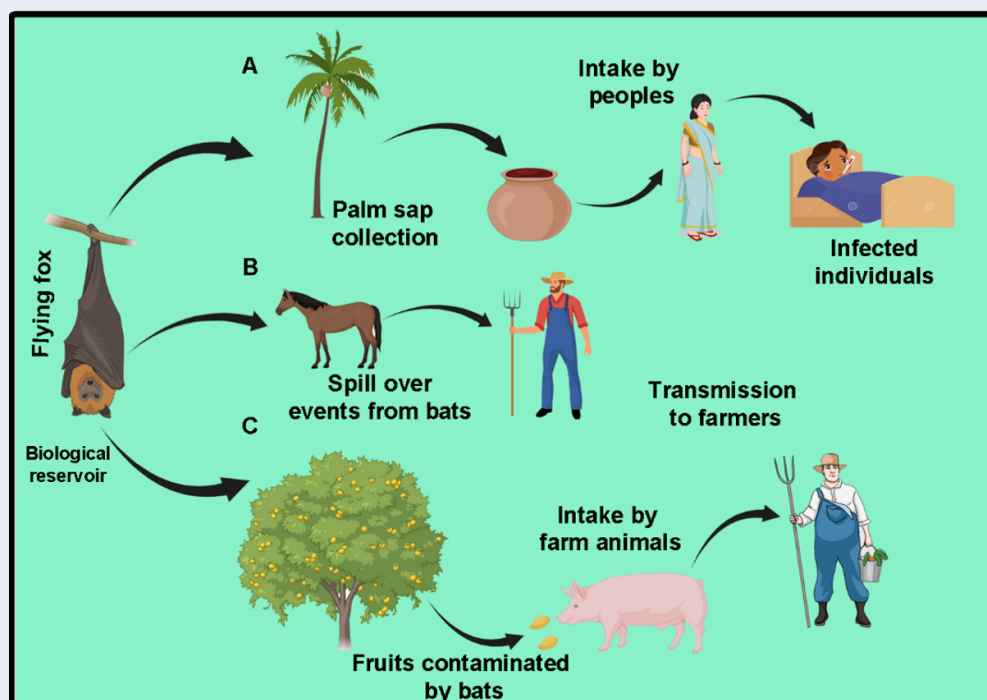 A
Palm sap
collection
Intake by
peoples
Infected
individuals
Flying fox
Biological
reservoir
B
Spill over
events from bats
Transmission
to farmers
C
Fruits contaminated
by bats
Intake by
farm animals